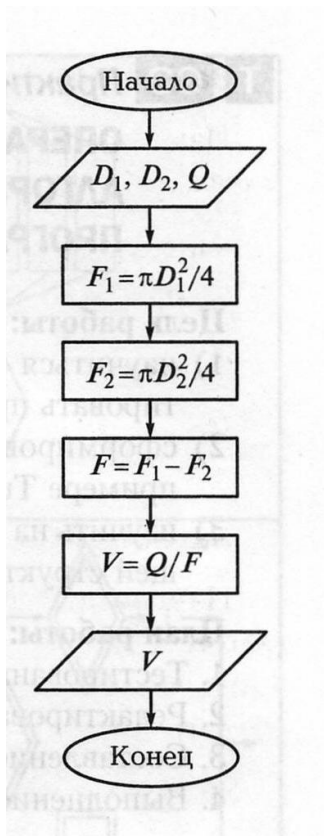 Начало
D₁, D₂, Q
F₁ = πD₁²/4
F₂ = πD₂²/4
F = F₁ − F₂
V = Q/F
V
Конец